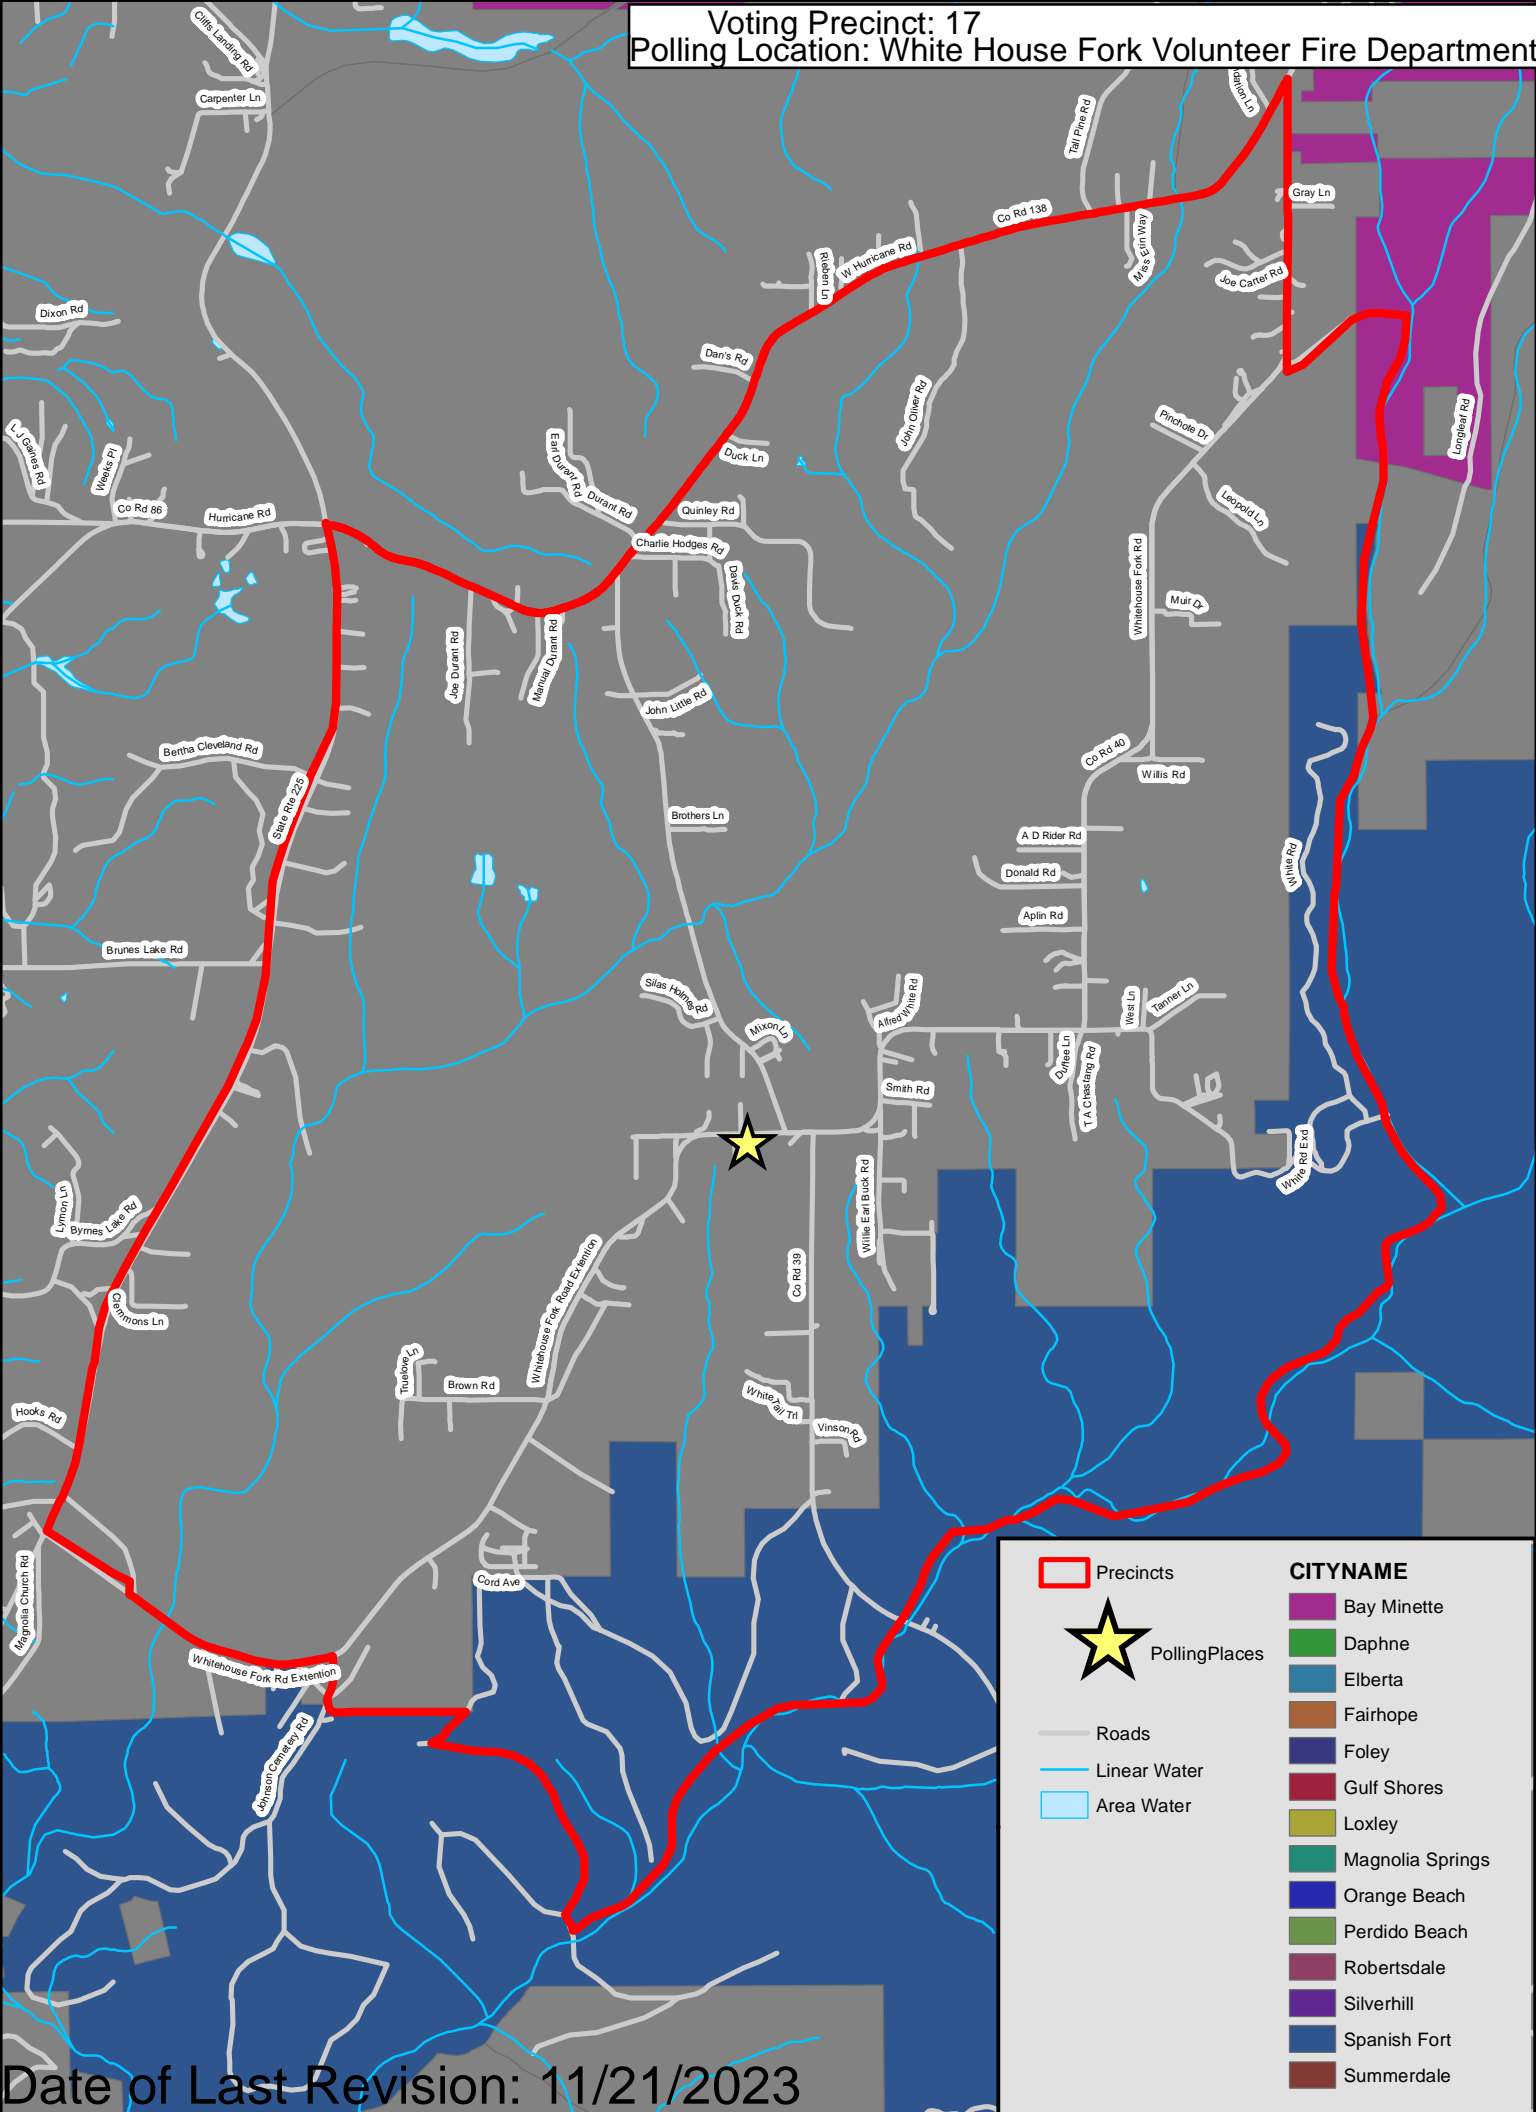 Voting Precinct: 17
Polling Location: White House Fork Volunteer Fire Department
Cliffs Landing Rd
Carpenter Ln
Tall Pine Rd
dation Ln
Gray Ln
Co Rd 138
Miss Erin Way
W Hurricane Rd
Rieben Ln
Joe Carter Rd
Dixon Rd
Dan's Rd
John Oliver Rd
Pinchote Dr
Longleaf Rd
L J Gaines Rd
Weeks Pl
Earl Durant Rd
Duck Ln
Durant Rd
Co Rd 86
Hurricane Rd
Quinley Rd
Leopold Ln
Charlie Hodges Rd
Davis Duck Rd
Whitehouse Fork Rd
Muir Dr
Joe Durant Rd
Manual Durant Rd
John Little Rd
Bertha Cleveland Rd
Co Rd 40
Willis Rd
State Rte 225
Brothers Ln
A D Rider Rd
White Rd
Donald Rd
Aplin Rd
Brunes Lake Rd
Silas Holmes Rd
Mixon Ln
Alfred White Rd
West Ln
Tanner Ln
Duffee Ln
T A Chastang Rd
Smith Rd
White Rd Exd
Lymon Ln
Byrnes Lake Rd
Willie Earl Buck Rd
Co Rd 39
Whitehouse Fork Road Extention
Clemmons Ln
Truelove Ln
Brown Rd
White Tail Trl
Vinson Rd
Hooks Rd
Cord Ave
Magnolia Church Rd
Whitehouse Fork Rd Extention
Johnson Cemetery Rd
Precincts
PollingPlaces
Roads
Linear Water
Area Water
CITYNAME
Bay Minette
Daphne
Elberta
Fairhope
Foley
Gulf Shores
Loxley
Magnolia Springs
Orange Beach
Perdido Beach
Robertsdale
Silverhill
Spanish Fort
Summerdale
Date of Last Revision: 11/21/2023